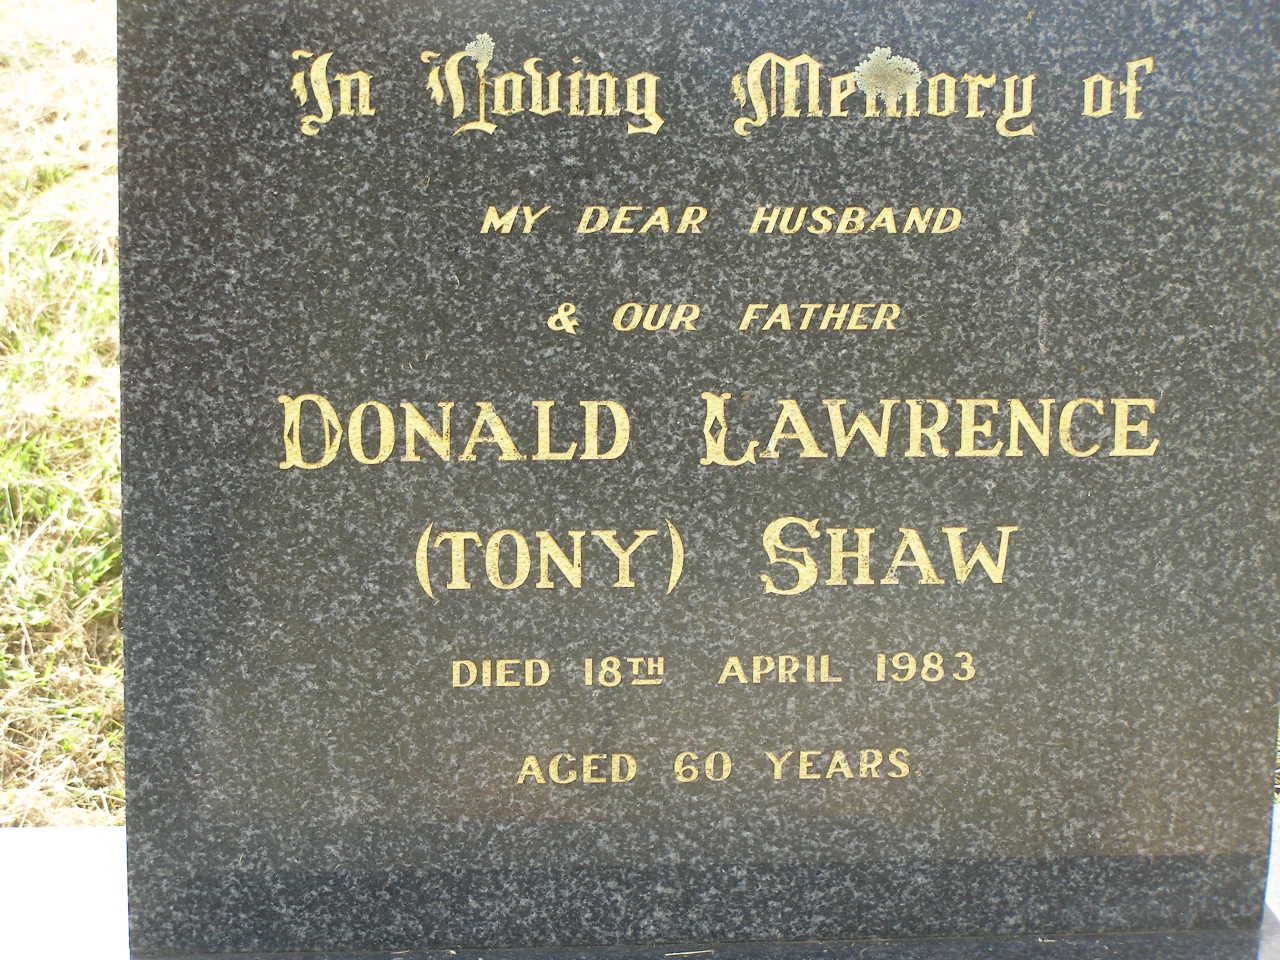 In Loving Memory of
MY DEAR HUSBAND
& OUR FATHER
DONALD LAWRENCE
(TONY) SHAW
DIED 18TH APRIL 1983
AGED 60 YEARS.